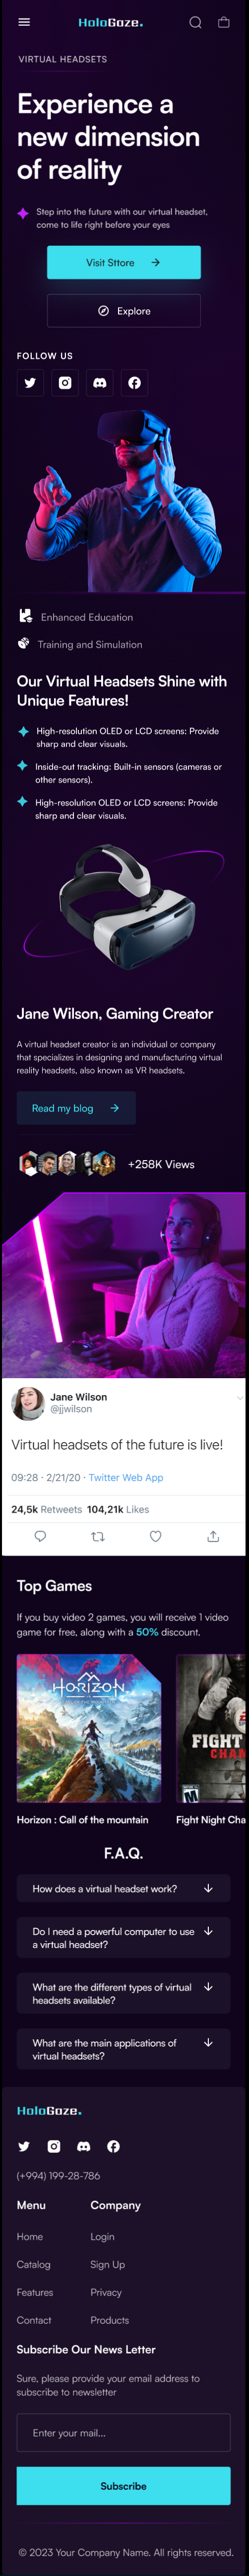 HoloGaze.
VIRTUAL HEADSETS
Experience a
new dimension
of reality
Step into the future with our virtual headset,
come to life right before your eyes
Visit Sttore
Explore
FOLLOW US
Enhanced Education
Training and Simulation
Our Virtual Headsets Shine with
Unique Features!
High-resolution OLED or LCD screens: Provide
sharp and clear visuals.
Inside-out tracking: Built-in sensors (cameras or
other sensors).
High-resolution OLED or LCD screens: Provide
sharp and clear visuals.
Jane Wilson, Gaming Creator
A virtual headset creator is an individual or company
that specializes in designing and manufacturing virtual
reality headsets, also known as VR headsets.
Read my blog
+258K Views
Jane Wilson
@jjwilson
Virtual headsets of the future is live!
09:28 · 2/21/20 · Twitter Web App
24,5k Retweets 104,21k Likes
Top Games
If you buy video 2 games, you will receive 1 video
game for free, along with a 50% discount.
HORIZON
FIGHT
CHA
M
Horizon : Call of the mountain
Fight Night Cha
F.A.Q.
How does a virtual headset work?
Do I need a powerful computer to use
a virtual headset?
What are the different types of virtual
headsets available?
What are the main applications of
virtual headsets?
HoloGaze.
(+994) 199-28-786
Menu Company
Home Login
Catalog Sign Up
Features Privacy
Contact Products
Subscribe Our News Letter
Sure, please provide your email address to
subscribe to newsletter
Enter your mail...
Subscribe
© 2023 Your Company Name. All rights reserved.